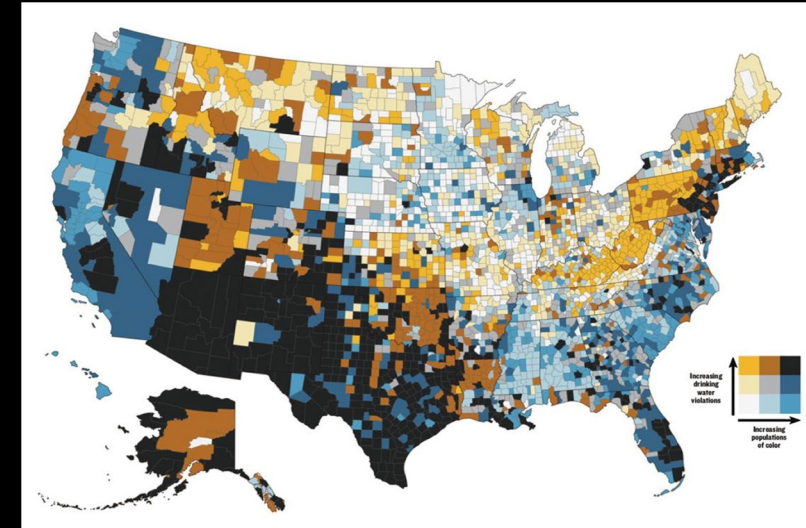 Increasing
drinking
water
violations
Increasing
populations
of color